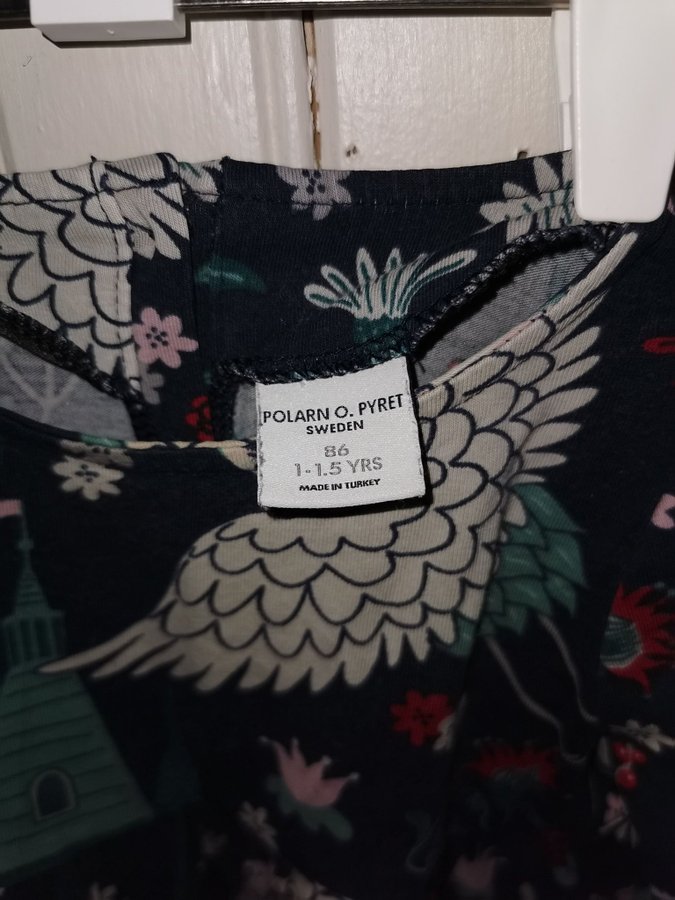 POLARN O. PYRET
SWEDEN
86
1-1.5 YRS
MADE IN TURKEY